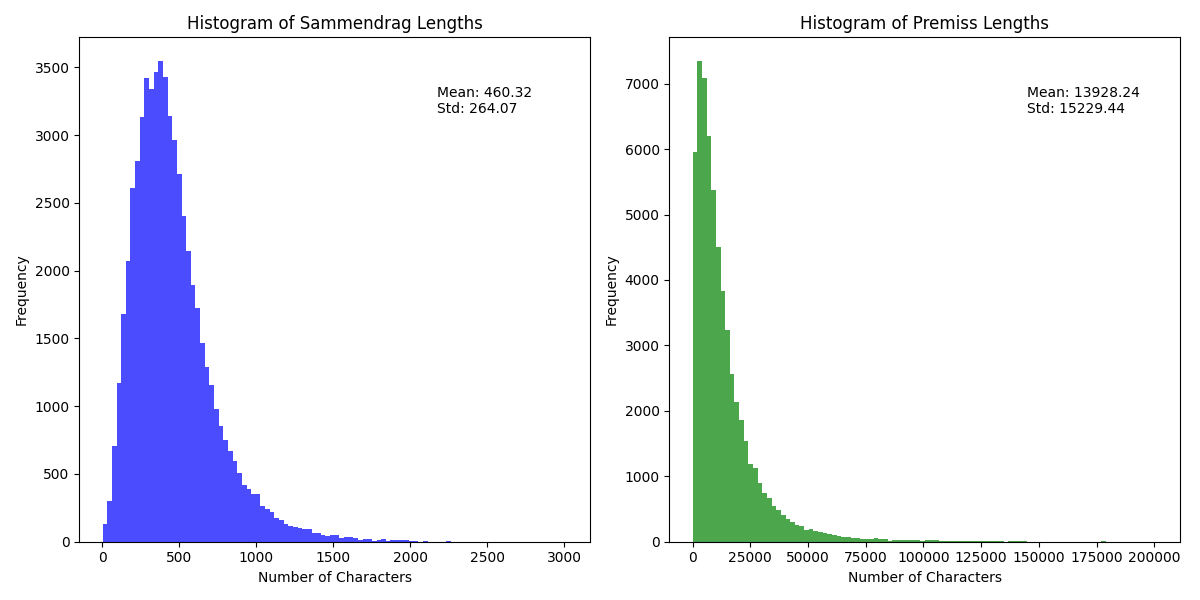 Histogram of Sammendrag Lengths
Mean: 460.32
Std: 264.07
Frequency
3500
3000
2500
2000
1500
1000
500
0
0 500 1000 1500 2000 2500 3000
Number of Characters
Histogram of Premiss Lengths
Mean: 13928.24
Std: 15229.44
Frequency
7000
6000
5000
4000
3000
2000
1000
0
0 25000 50000 75000 100000 125000 150000 175000 200000
Number of Characters